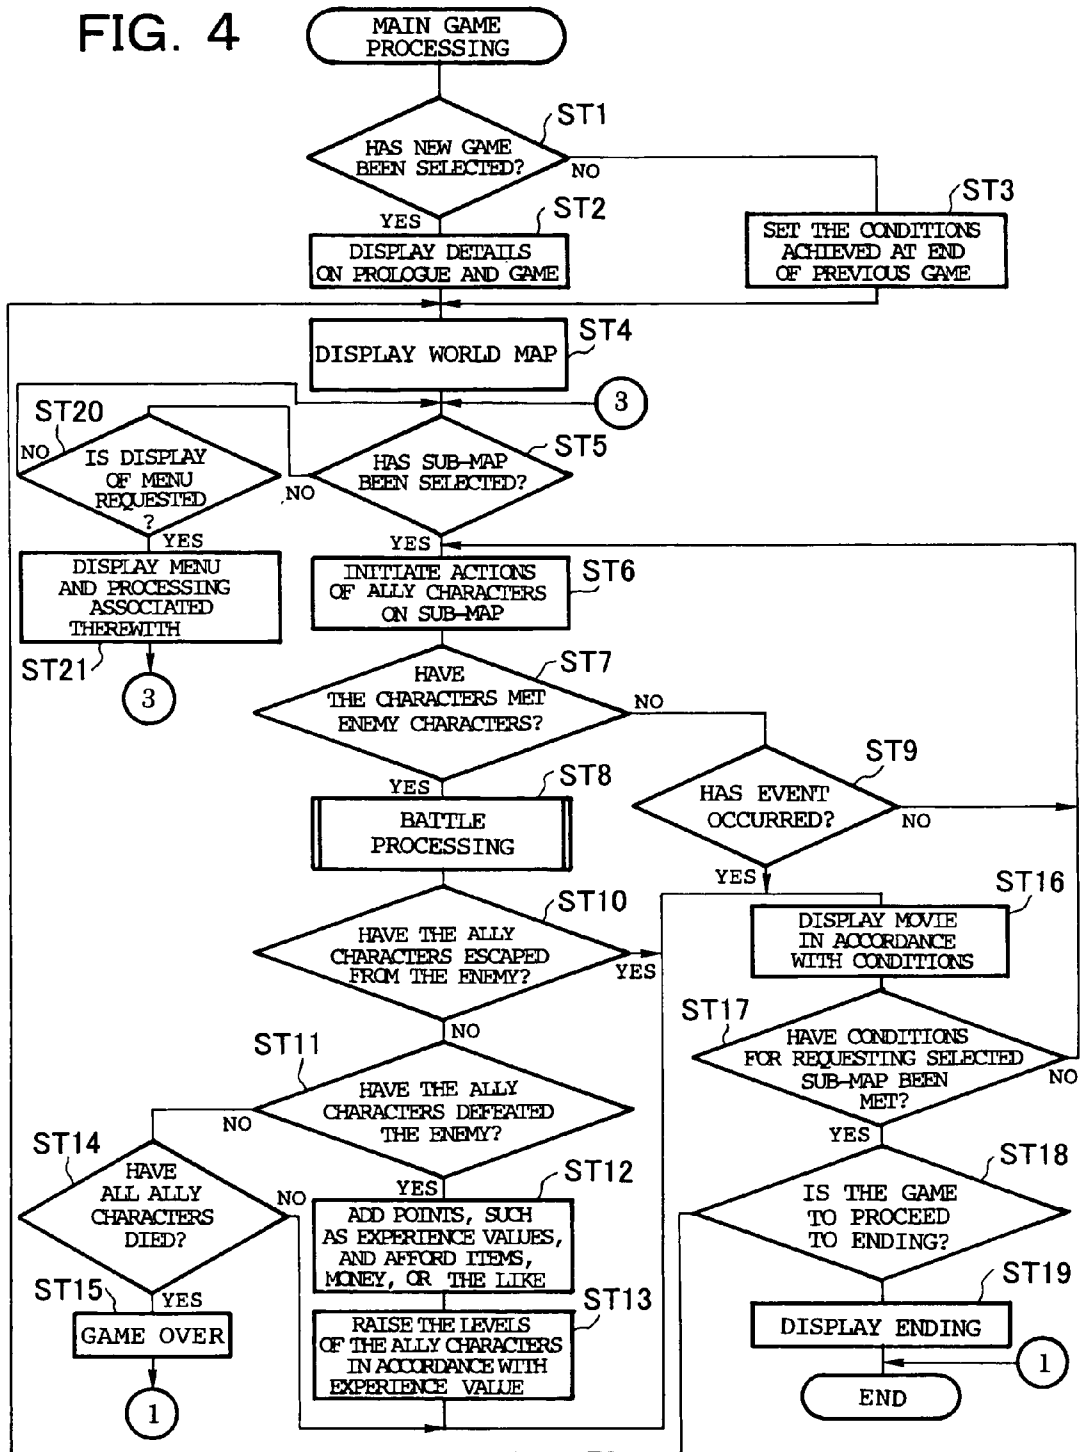 FIG. 4
MAIN GAME
PROCESSING
ST1
HAS NEW GAME
BEEN SELECTED?
NO
YES
ST2
DISPLAY DETAILS
ON PROLOGUE AND GAME
ST3
SET THE CONDITIONS
ACHIEVED AT END
OF PREVIOUS GAME
ST4
DISPLAY WORLD MAP
3
ST20
NO
IS DISPLAY
OF MENU
REQUESTED
?
YES
ST5
HAS SUB-MAP
BEEN SELECTED?
NO
YES
DISPLAY MENU
AND PROCESSING
ASSOCIATED
THEREWITH
ST21
3
ST6
INITIATE ACTIONS
OF ALLY CHARACTERS
ON SUB-MAP
ST7
HAVE
THE CHARACTERS MET
ENEMY CHARACTERS?
NO
YES
ST8
BATTLE
PROCESSING
ST9
HAS EVENT
OCCURRED?
NO
YES
ST10
HAVE THE ALLY
CHARACTERS ESCAPED
FROM THE ENEMY?
YES
NO
ST16
DISPLAY MOVIE
IN ACCORDANCE
WITH CONDITIONS
ST17
HAVE CONDITIONS
FOR REQUESTING SELECTED
SUB-MAP BEEN
MET?
NO
YES
ST11
HAVE THE ALLY
CHARACTERS DEFEATED
THE ENEMY?
NO
YES
ST14
HAVE
ALL ALLY
CHARACTERS
DIED?
NO
YES
ST12
ADD POINTS, SUCH
AS EXPERIENCE VALUES,
AND AFFORD ITEMS,
MONEY, OR THE LIKE
ST18
IS THE GAME
TO PROCEED
TO ENDING?
ST15
GAME OVER
1
ST13
RAISE THE LEVELS
OF THE ALLY CHARACTERS
IN ACCORDANCE WITH
EXPERIENCE VALUE
ST19
DISPLAY ENDING
1
END